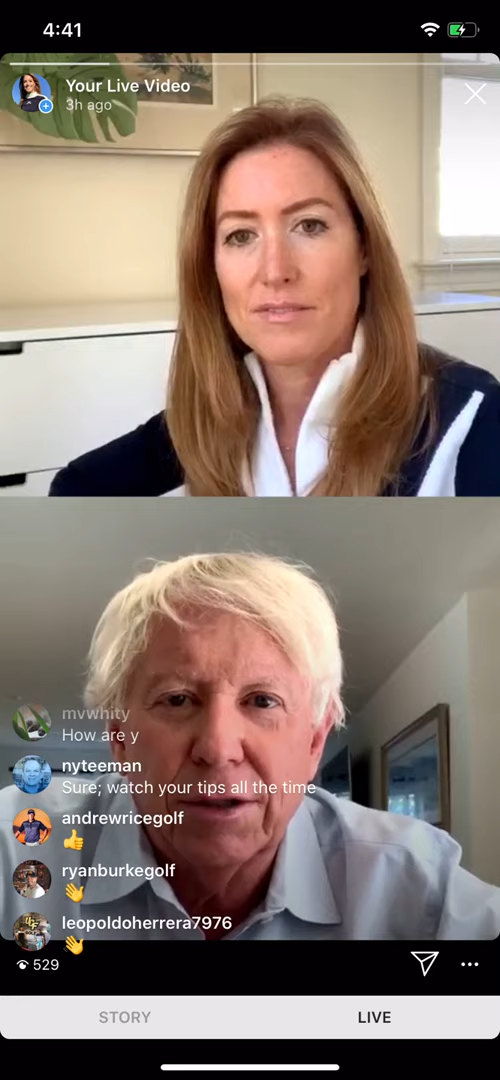 4:41
Your Live Video
3h ago
mvwhity
How are y
nyteeman
Sure; watch your tips all the time
andrewricegolf
👍
ryanburkegolf
👋
leopoldoherrera7976
👋
529
STORY
LIVE